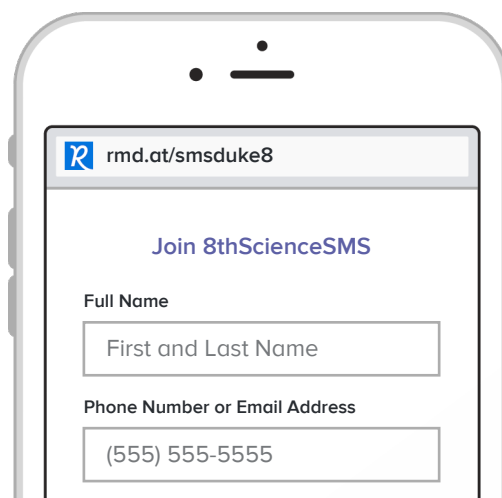 rmd.at/smsduke8
Join 8thScienceSMS
Full Name
First and Last Name
Phone Number or Email Address
(555) 555-5555